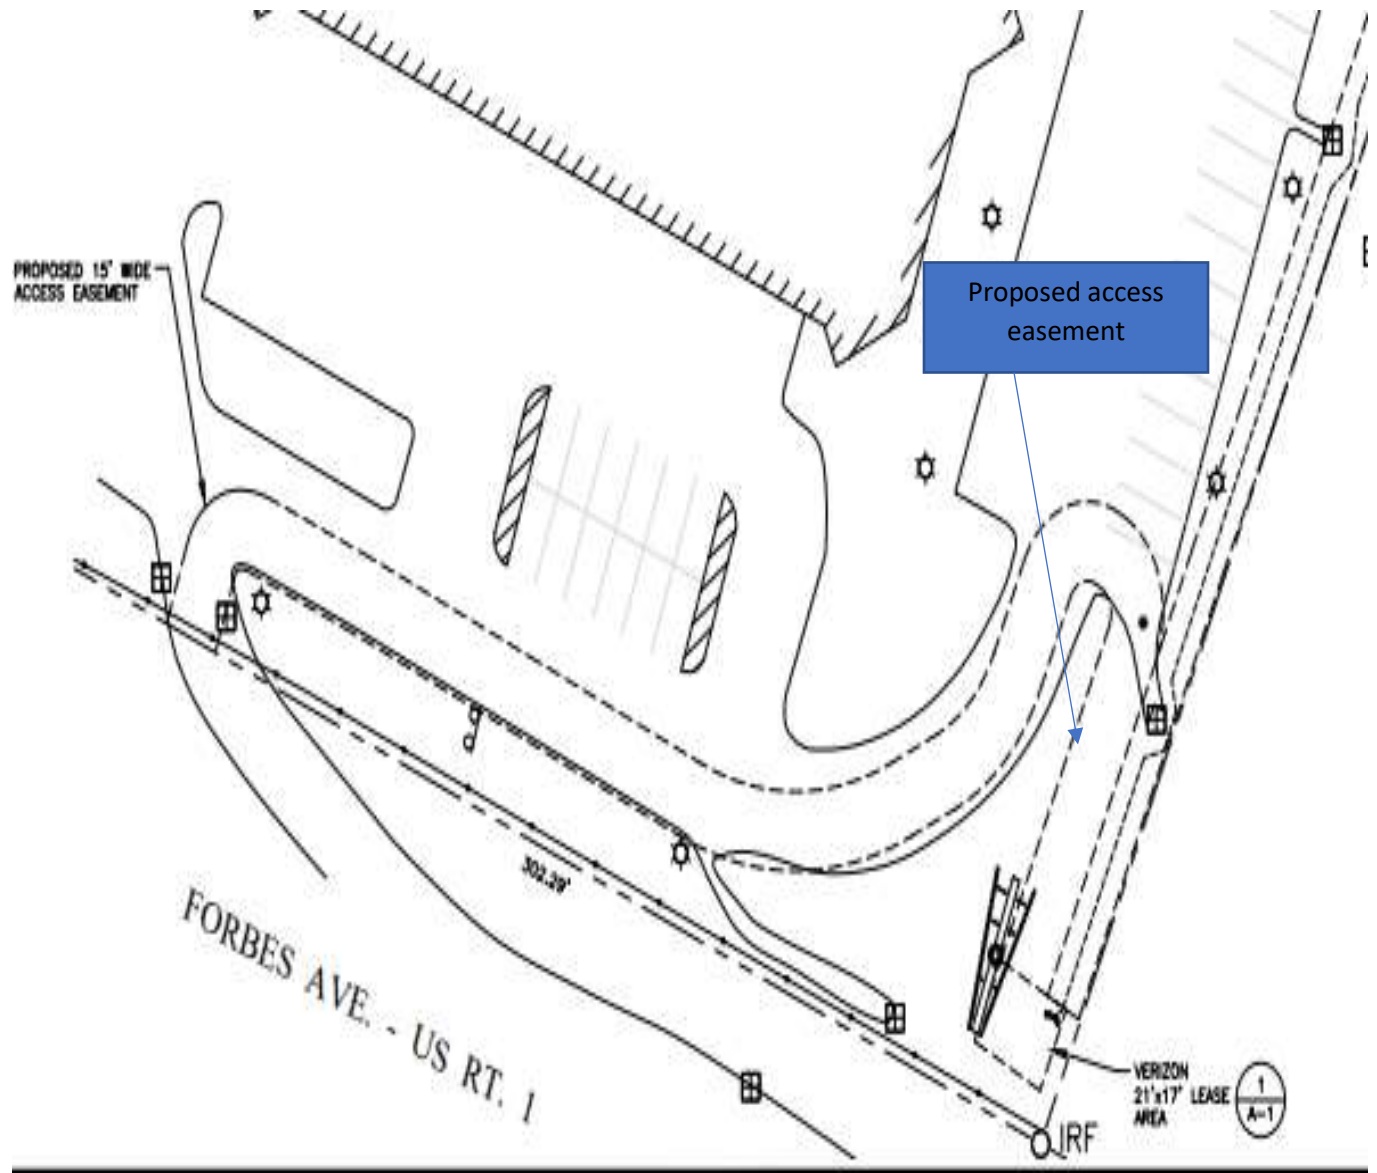 PROPOSED 15' WIDE
ACCESS EASEMENT
Proposed access
easement
302.29'
FORBES AVE. - US RT. 1
VERIZON
21'x17' LEASE
AREA
1
A-1
IRF